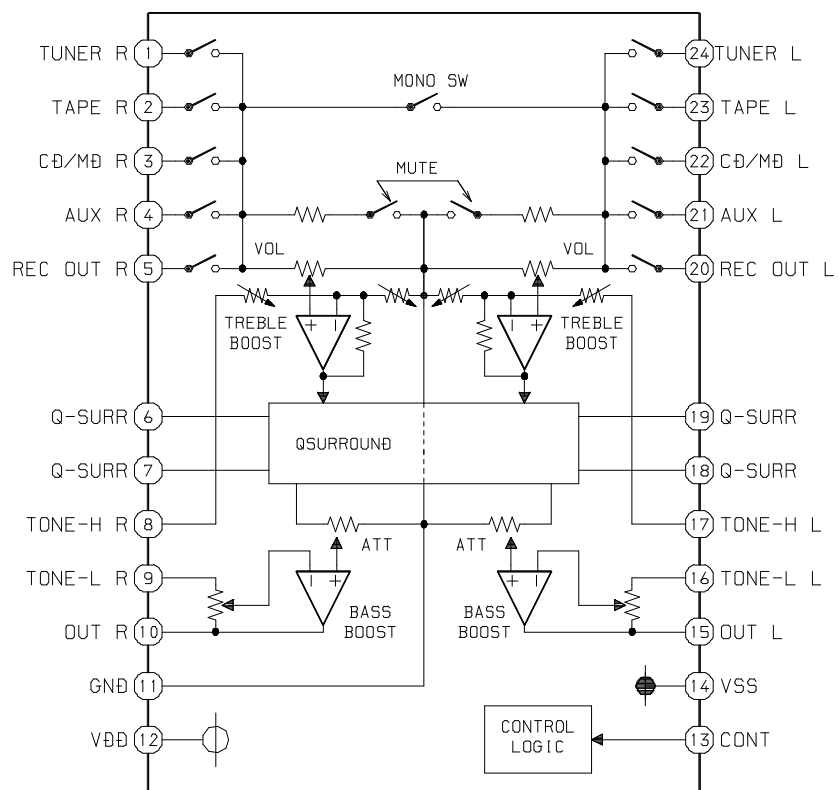 TUNER R 1
24 TUNER L
MONO SW
TAPE R 2
23 TAPE L
CD/MD R 3
22 CD/MD L
MUTE
AUX R 4
21 AUX L
VOL
VOL
REC OUT R 5
20 REC OUT L
TREBLE
BOOST
+ −
− +
TREBLE
BOOST
Q-SURR 6
19 Q-SURR
QSURROUND
Q-SURR 7
18 Q-SURR
TONE-H R 8
17 TONE-H L
ATT
ATT
TONE-L R 9
16 TONE-L L
− +
+ −
BASS
BOOST
BASS
BOOST
OUT R 10
15 OUT L
GND 11
14 VSS
CONTROL
LOGIC
VDD 12
13 CONT